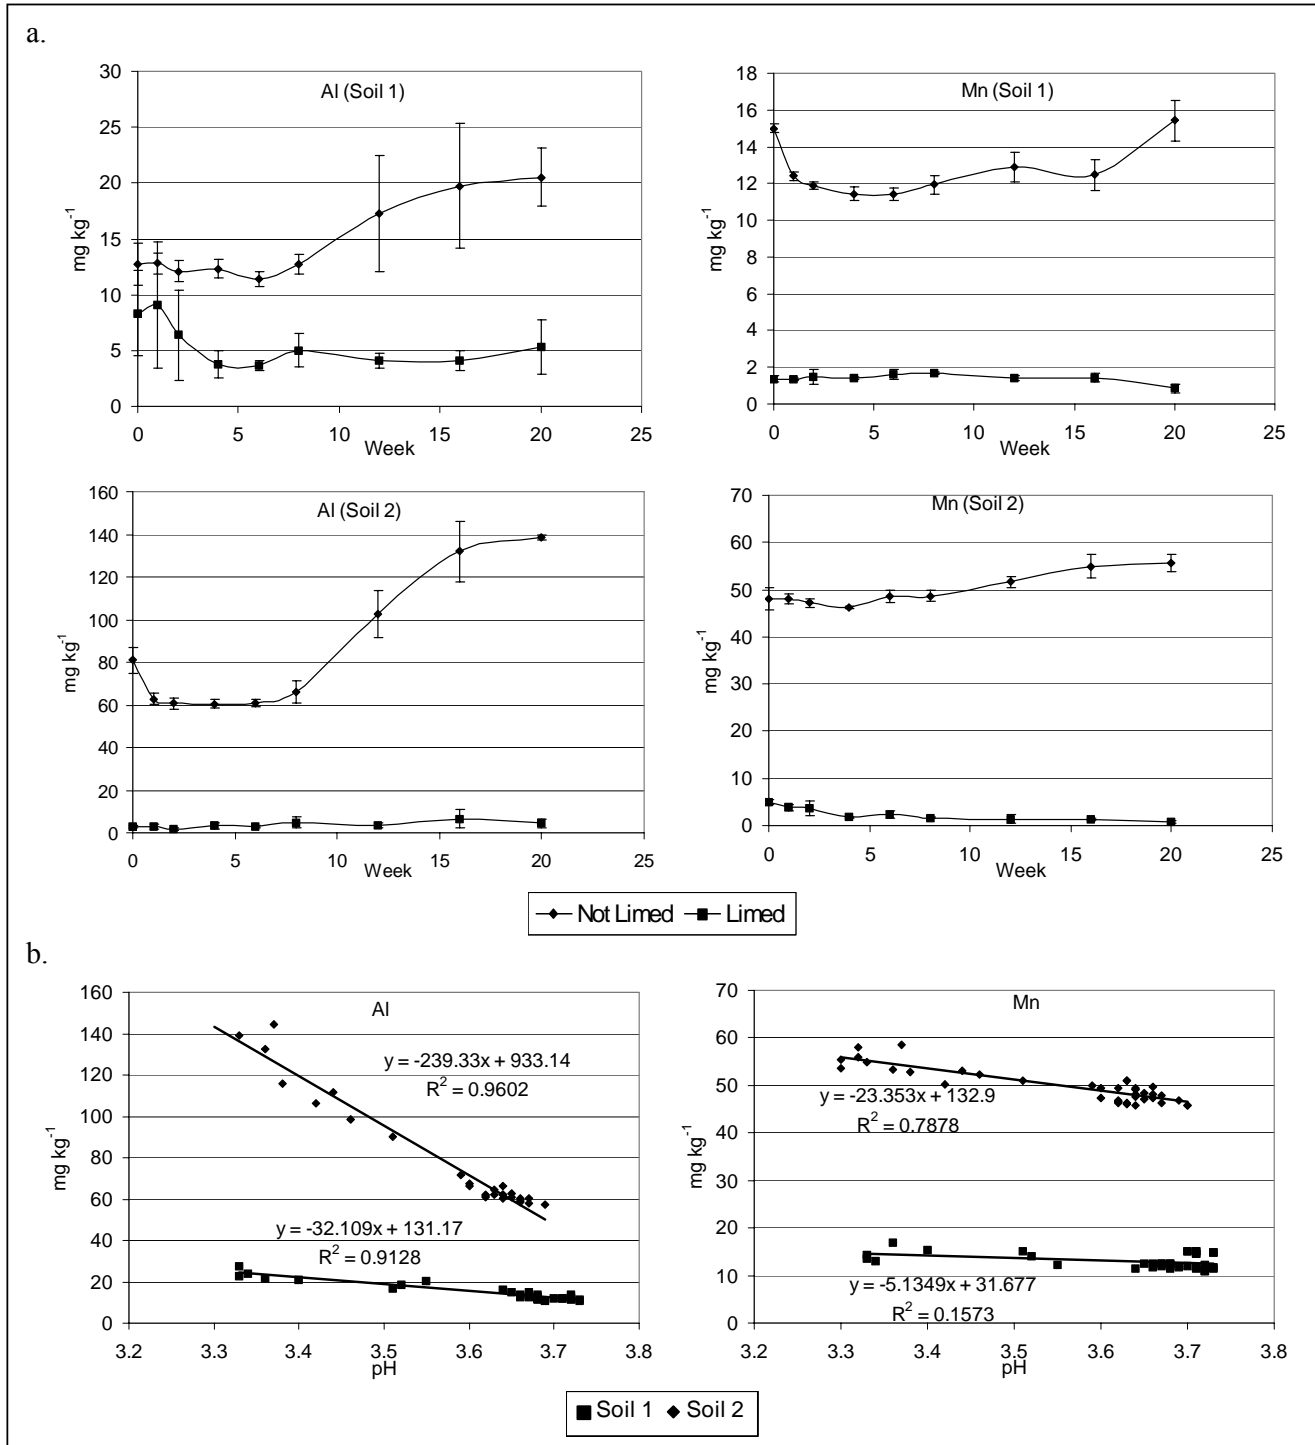 a.
Al (Soil 1)
30
25
20
15
10
5
0
mg kg-1
0 5 10 15 20 25
Week
Mn (Soil 1)
18
16
14
12
10
8
6
4
2
0
mg kg-1
0 5 10 15 20 25
Week
Al (Soil 2)
160
140
120
100
80
60
40
20
0
mg kg-1
0 5 10 15 20 25
Week
Mn (Soil 2)
70
60
50
40
30
20
10
0
mg kg-1
0 5 10 15 20 25
Week
Not Limed Limed
b.
Al
160
140
120
100
80
60
40
20
0
mg kg-1
y = -239.33x + 933.14
R2 = 0.9602
y = -32.109x + 131.17
R2 = 0.9128
3.2 3.3 3.4 3.5 3.6 3.7 3.8
pH
Mn
70
60
50
40
30
20
10
0
mg kg-1
y = -23.353x + 132.9
R2 = 0.7878
y = -5.1349x + 31.677
R2 = 0.1573
3.2 3.3 3.4 3.5 3.6 3.7 3.8
pH
Soil 1 Soil 2